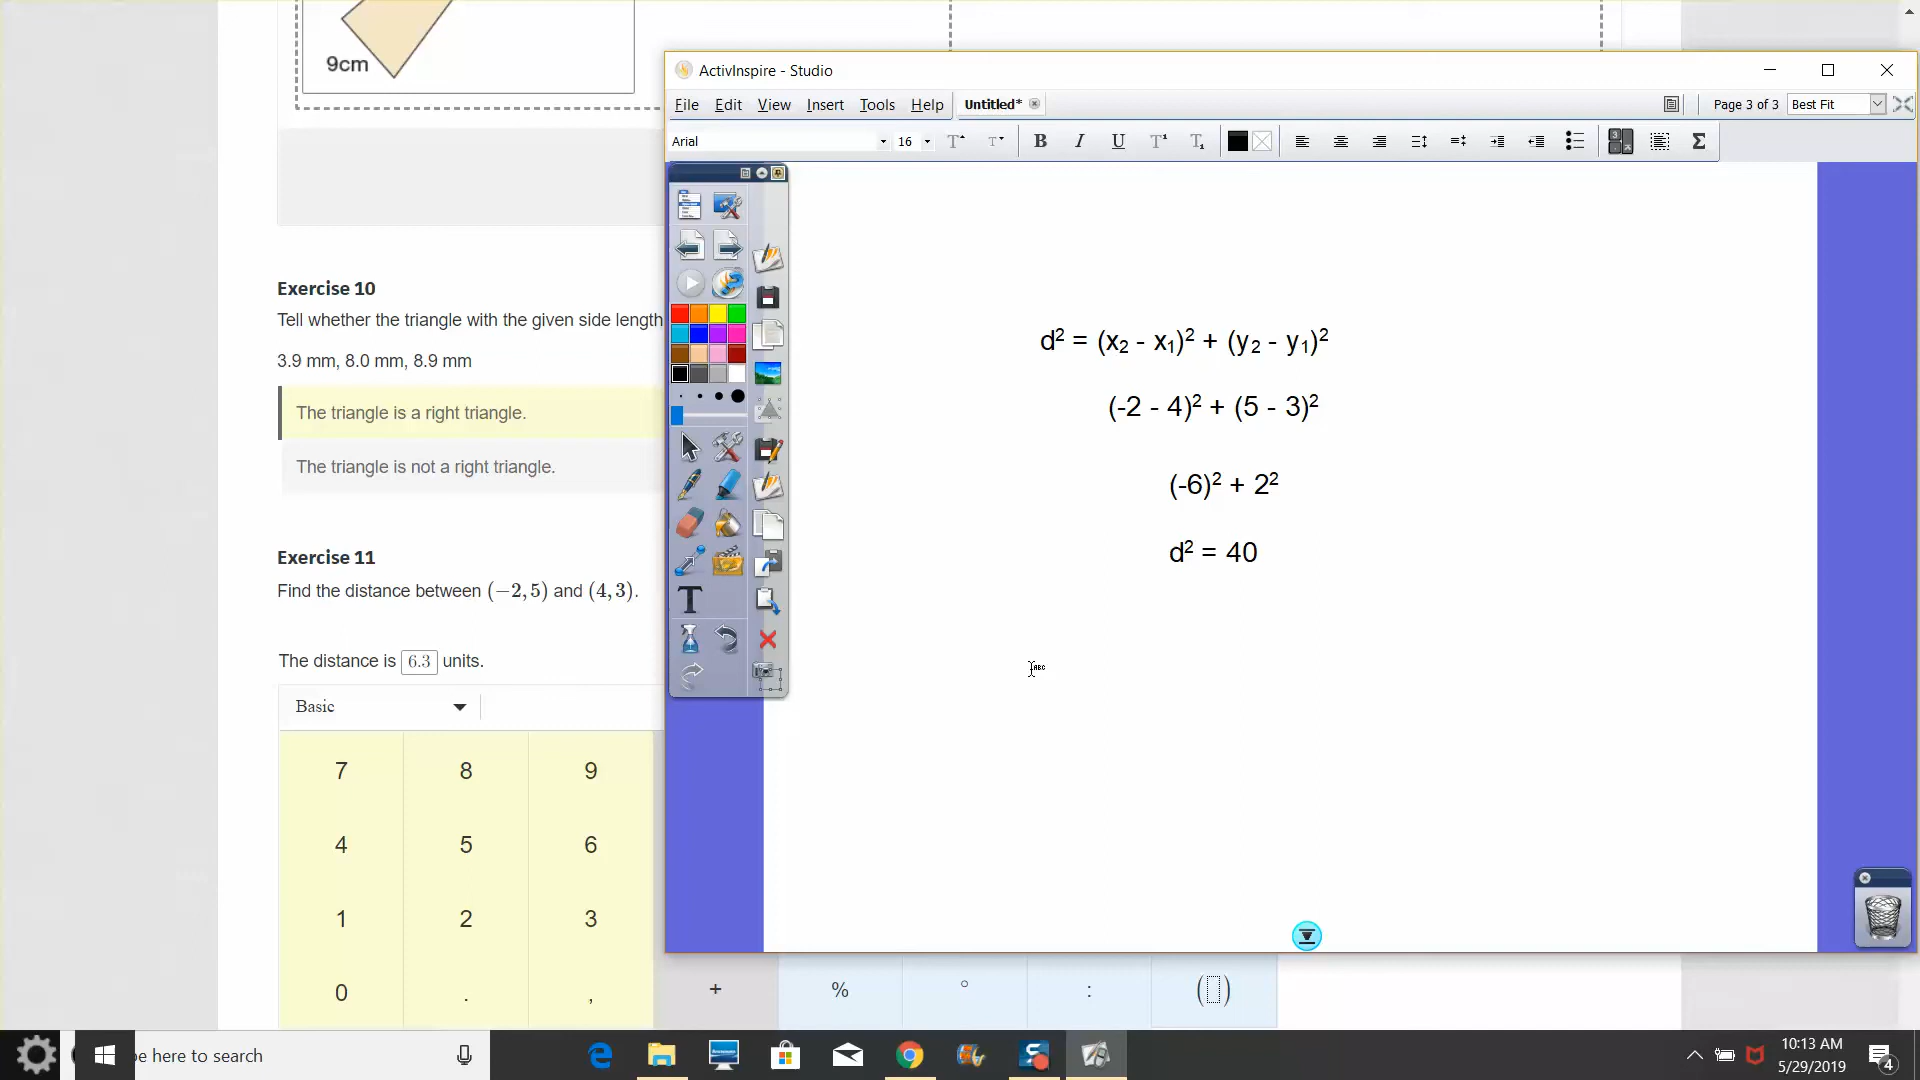 9cm
ActivInspire - Studio
File Edit View Insert Tools Help Untitled* Page 3 of 3 Best Fit
Arial 16 B I U
Exercise 10
Tell whether the triangle with the given side length
3.9 mm, 8.0 mm, 8.9 mm
The triangle is a right triangle.
The triangle is not a right triangle.
Exercise 11
Find the distance between (−2,5) and (4,3).
The distance is 6.3 units.
Basic
7 8 9
4 5 6
1 2 3
0 . , + % ° : ()
d² = (x₂ - x₁)² + (y₂ - y₁)²
(-2 - 4)² + (5 - 3)²
(-6)² + 2²
d² = 40
T
ABC
be here to search
10:13 AM
5/29/2019
4